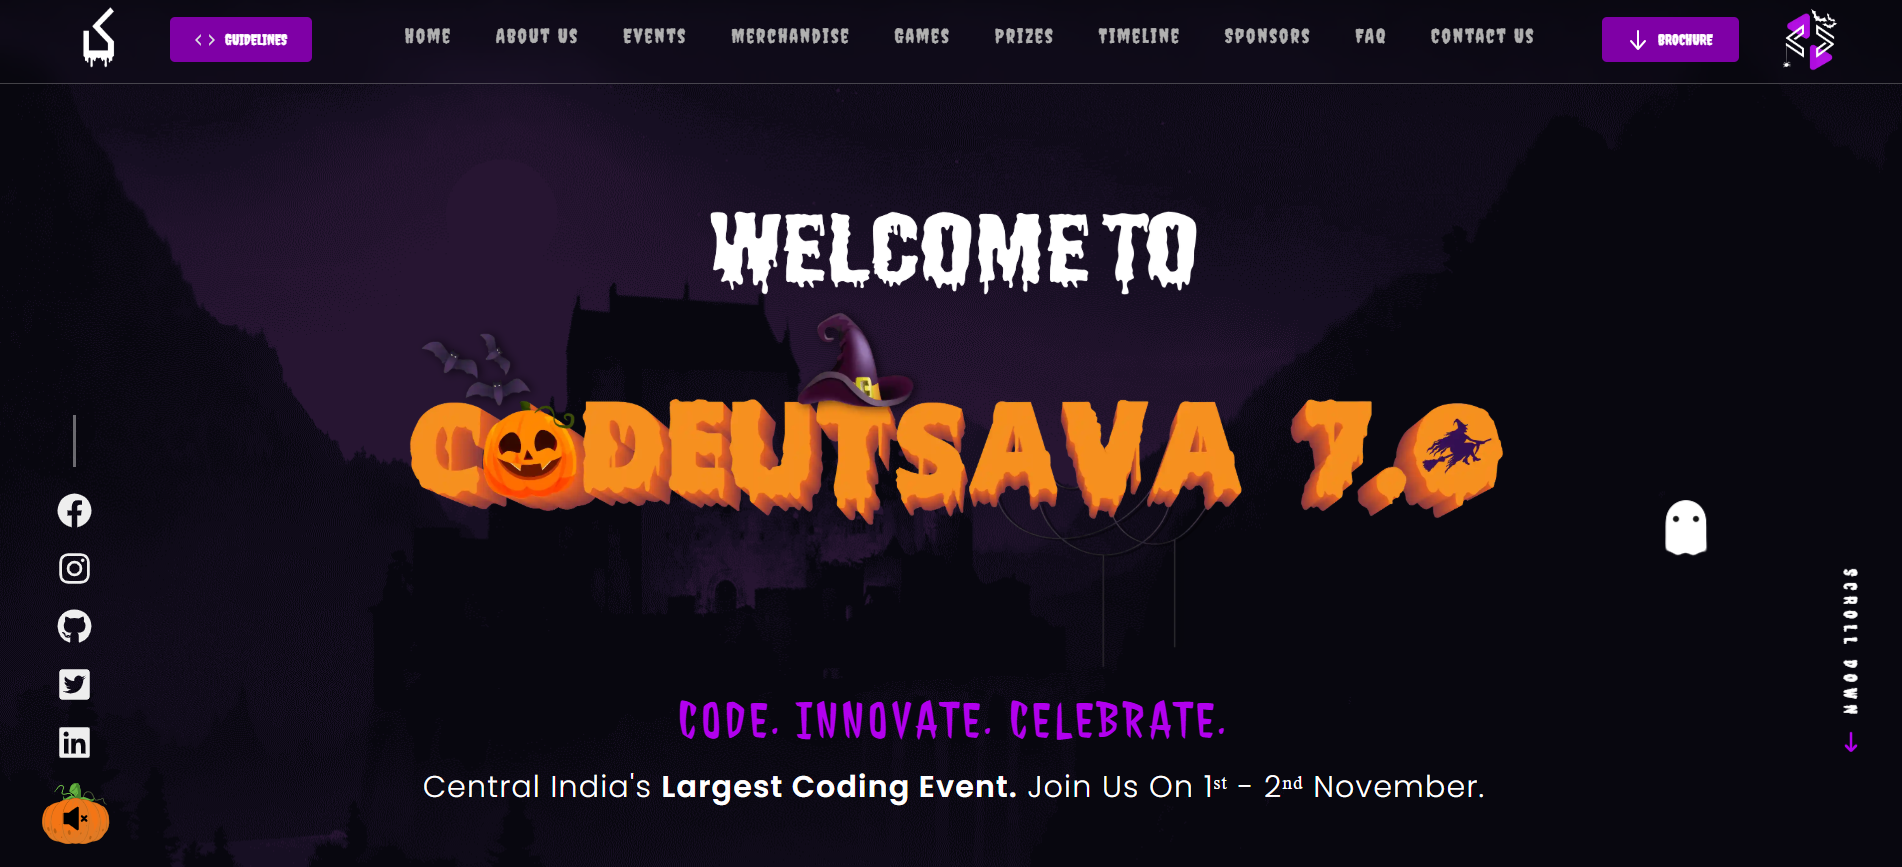 GUIDELINES
HOME ABOUT US EVENTS MERCHANDISE GAMES PRIZES TIMELINE SPONSORS FAQ CONTACT US
BROCHURE
WELCOME TO
CODEUTSAVA 7.0
CODE. INNOVATE. CELEBRATE.
Central India's Largest Coding Event. Join Us On 1st - 2nd November.
SCROLL DOWN